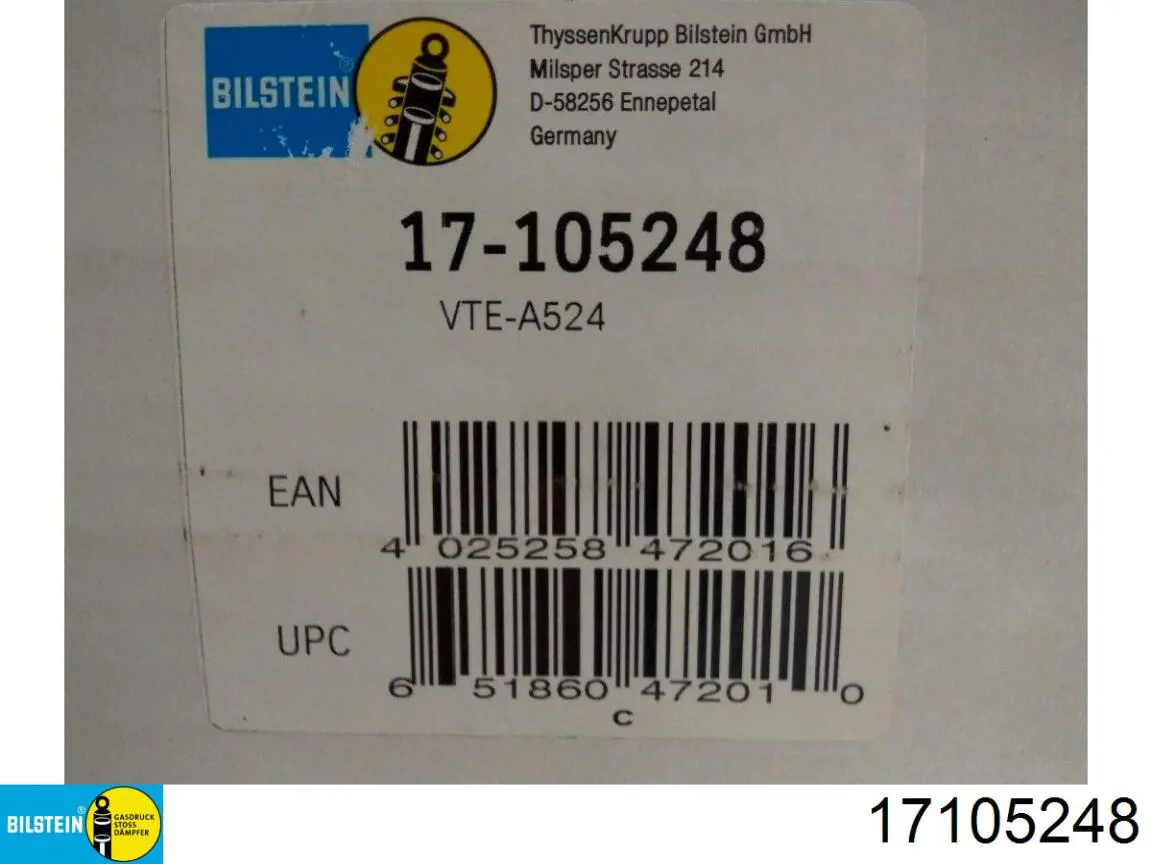 BILSTEIN®
ThyssenKrupp Bilstein GmbH
Milsper Strasse 214
D-58256 Ennepetal
Germany
17-105248
VTE-A524
EAN
4 025258 472016
UPC
6 51860 47201 0
C
BILSTEIN®
GASDRUCK
STOSS
DÄMPFER
17105248